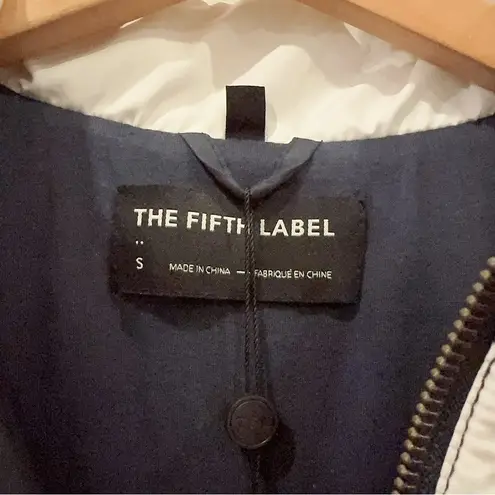 THE FIFTH LABEL
..
S
MADE IN CHINA — FABRIQUÉ EN CHINE